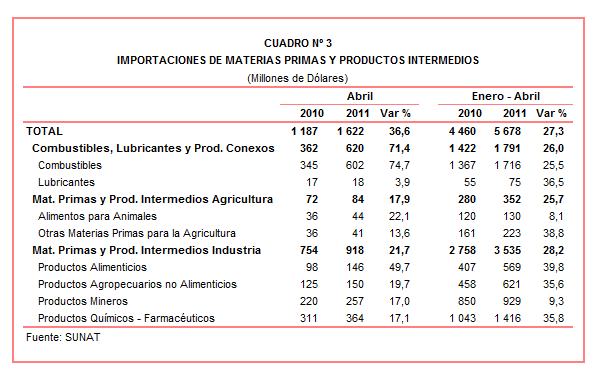 CUADRO Nº 3
IMPORTACIONES DE MATERIAS PRIMAS Y PRODUCTOS INTERMEDIOS
(Millones de Dólares)
Abril Enero - Abril
2010 2011 Var % 2010 2011 Var %
TOTAL 1 187 1 622 36,6 4 460 5 678 27,3
Combustibles, Lubricantes y Prod. Conexos 362 620 71,4 1 422 1 791 26,0
Combustibles 345 602 74,7 1 367 1 716 25,5
Lubricantes 17 18 3,9 55 75 36,5
Mat. Primas y Prod. Intermedios Agricultura 72 84 17,9 280 352 25,7
Alimentos para Animales 36 44 22,1 120 130 8,1
Otras Materias Primas para la Agricultura 36 41 13,6 161 223 38,8
Mat. Primas y Prod. Intermedios Industria 754 918 21,7 2 758 3 535 28,2
Productos Alimenticios 98 146 49,7 407 569 39,8
Productos Agropecuarios no Alimenticios 125 150 19,7 458 621 35,6
Productos Mineros 220 257 17,0 850 929 9,3
Productos Químicos - Farmacéuticos 311 364 17,1 1 043 1 416 35,8
Fuente: SUNAT